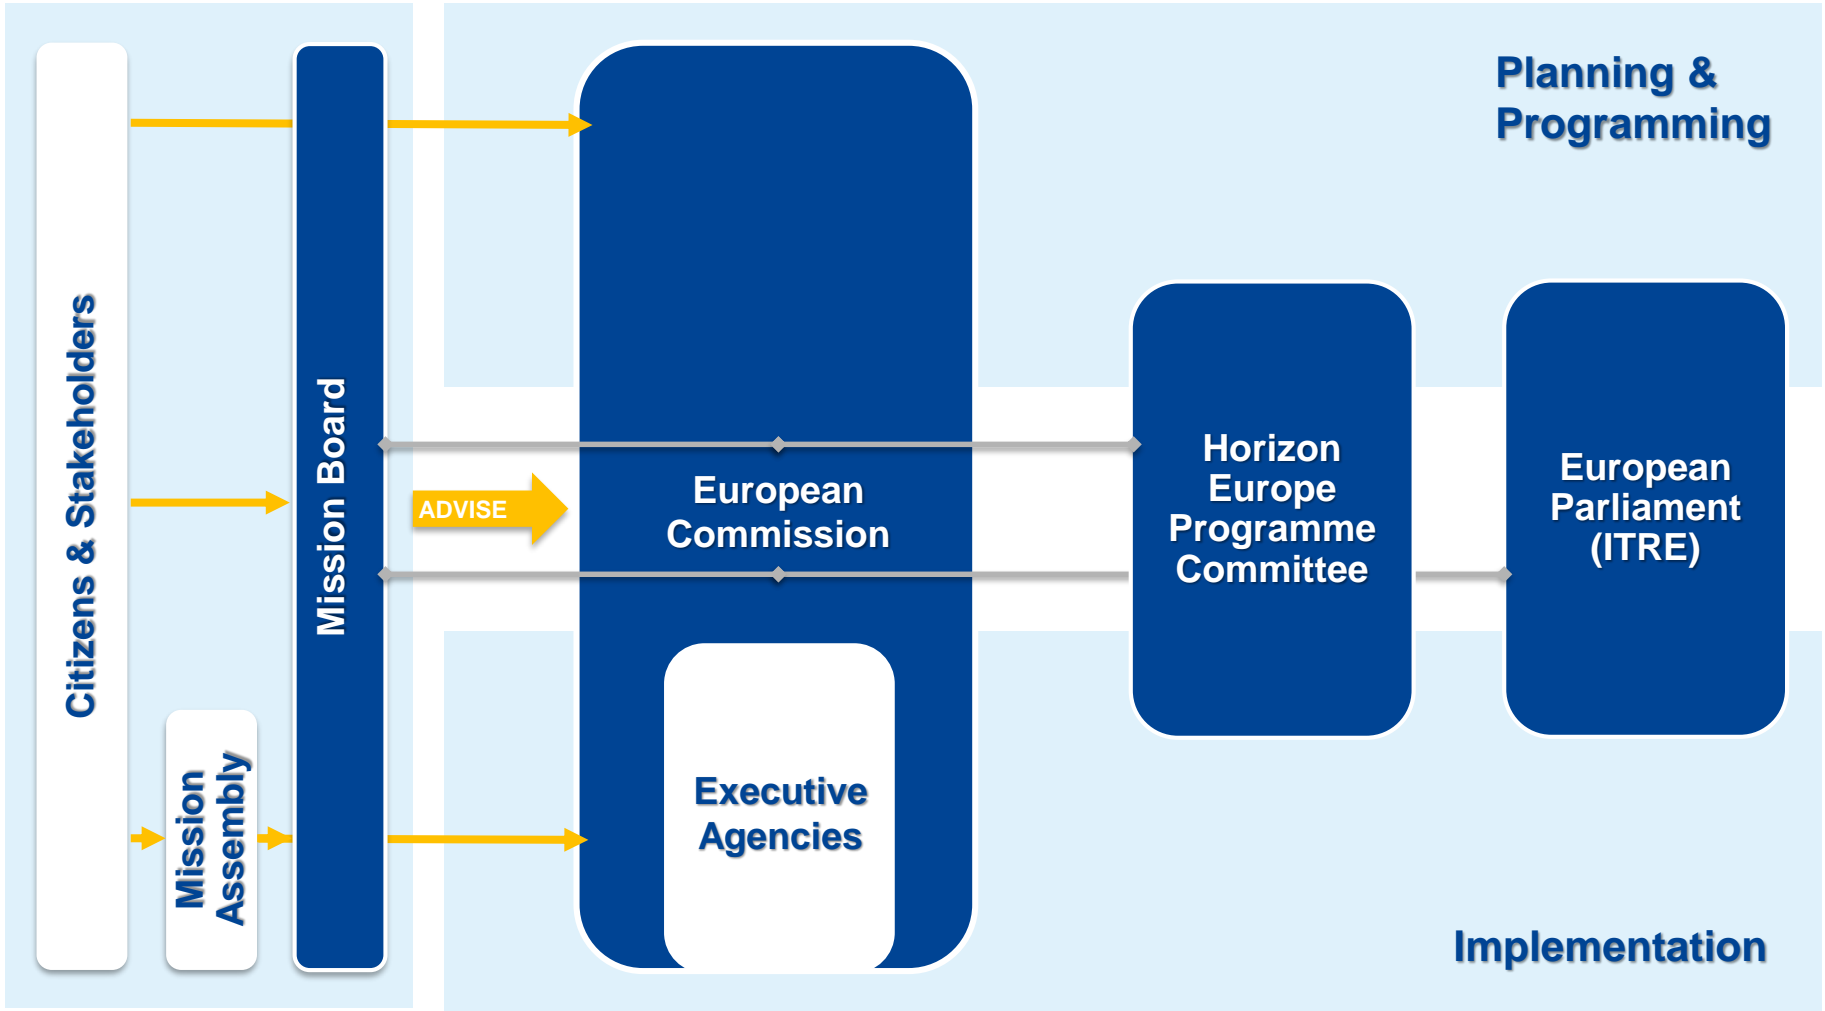 Planning &
Programming
Citizens & Stakeholders
Mission Board
ADVISE
European
Commission
Horizon
Europe
Programme
Committee
European
Parliament
(ITRE)
Mission
Assembly
Executive
Agencies
Implementation